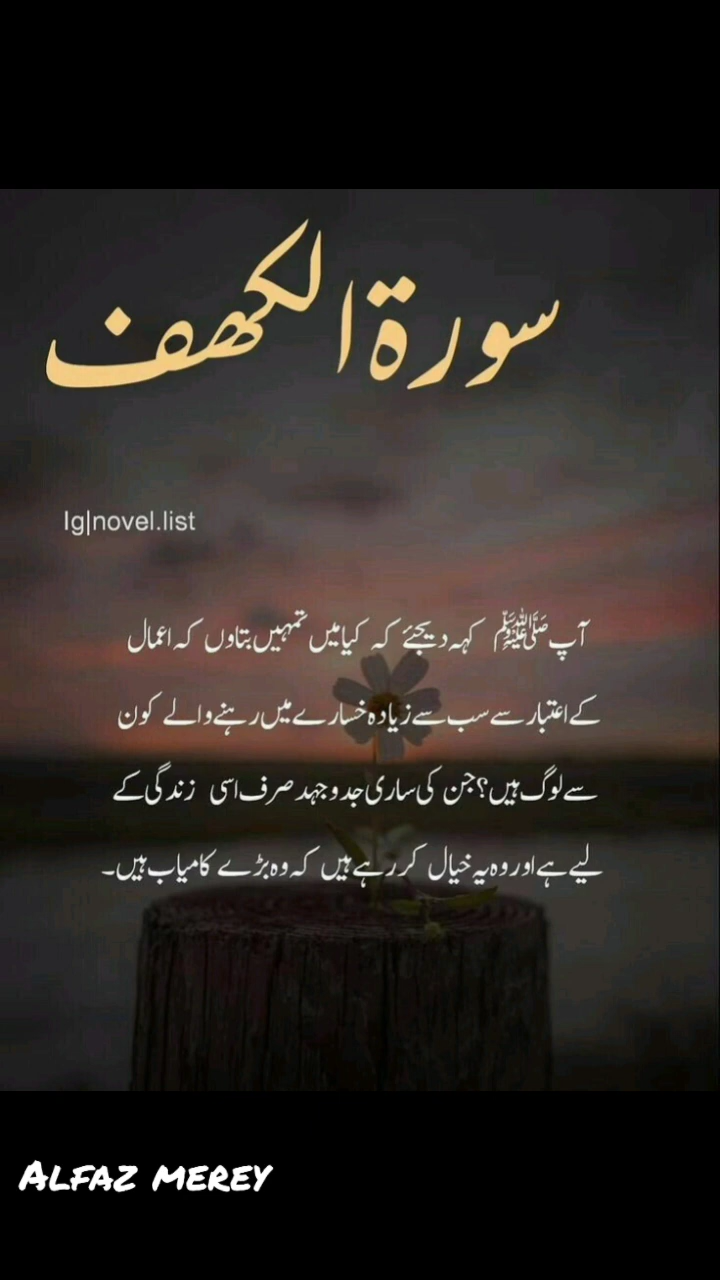 سورۃ الکھف
Ig|novel.list
آپ ﷺ کہہ دیجئے کہ کیا میں تمہیں بتاوں کہ اعمال
کے اعتبار سے سب سے زیادہ خسارے میں رہنے والے کون
سے لوگ ہیں؟ جن کی ساری جدوجہد صرف اسی زندگی کے
لیے ہے اور وہ یہ خیال کر رہے ہیں کہ وہ بڑے کامیاب ہیں۔
ALFAZ MEREY